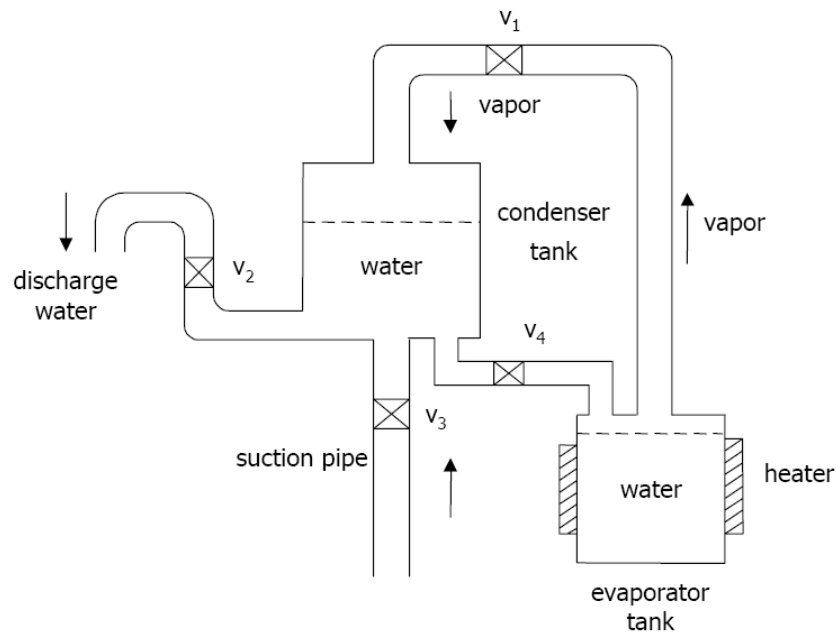 v₁
vapor
condenser
tank
vapor
water
v₂
discharge
water
v₄
v₃
suction pipe
water
heater
evaporator
tank